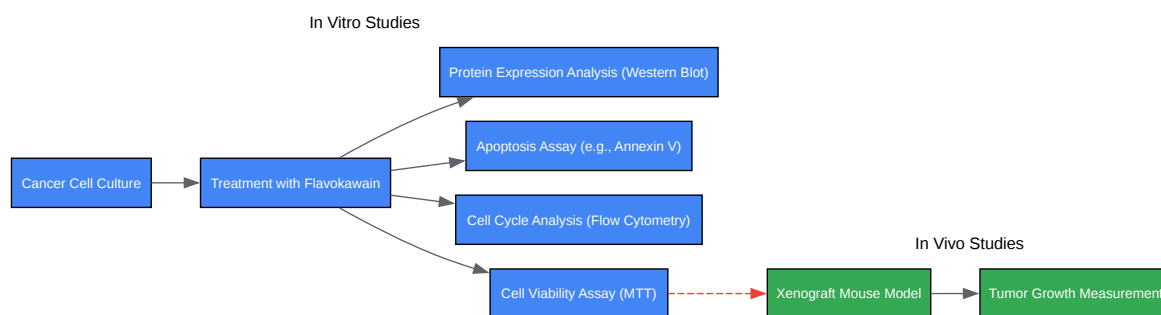 In Vitro Studies
Protein Expression Analysis (Western Blot)
Apoptosis Assay (e.g., Annexin V)
Cancer Cell Culture
Treatment with Flavokawain
Cell Cycle Analysis (Flow Cytometry)
In Vivo Studies
Cell Viability Assay (MTT)
Xenograft Mouse Model
Tumor Growth Measurement